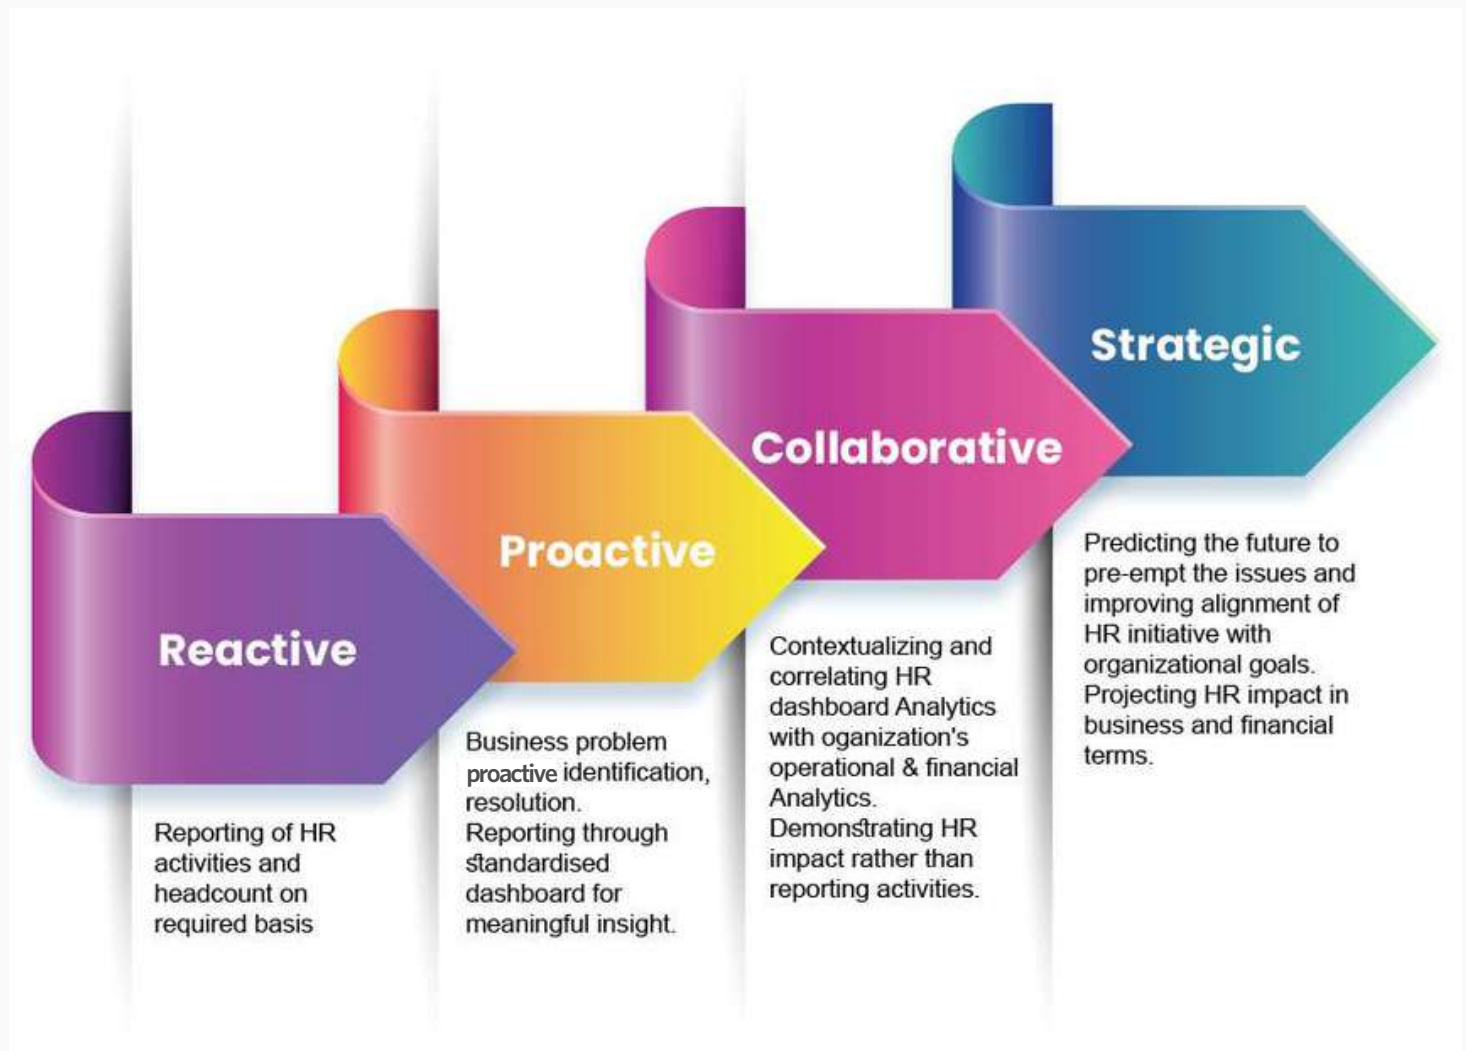 Reactive
Reporting of HR
activities and
headcount on
required basis
Proactive
Business problem
proactive identification,
resolution.
Reporting through
standardised
dashboard for
meaningful insight.
Collaborative
Contextualizing and
correlating HR
dashboard Analytics
with oganization's
operational & financial
Analytics.
Demonstrating HR
impact rather than
reporting activities.
Strategic
Predicting the future to
pre-empt the issues and
improving alignment of
HR initiative with
organizational goals.
Projecting HR impact in
business and financial
terms.